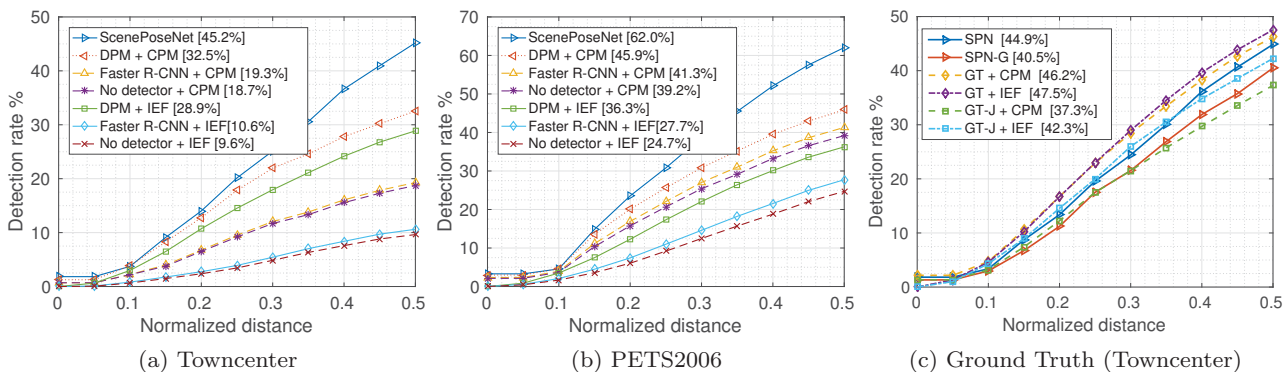 50
40
30
20
10
0
Detection rate %
ScenePoseNet [45.2%]
DPM + CPM [32.5%]
Faster R-CNN + CPM [19.3%]
No detector + CPM [18.7%]
DPM + IEF [28.9%]
Faster R-CNN + IEF[10.6%]
No detector + IEF [9.6%]
0 0.1 0.2 0.3 0.4 0.5
Normalized distance
(a) Towncenter
70
60
50
40
30
20
10
0
Detection rate %
ScenePoseNet [62.0%]
DPM + CPM [45.9%]
Faster R-CNN + CPM [41.3%]
No detector + CPM [39.2%]
DPM + IEF [36.3%]
Faster R-CNN + IEF[27.7%]
No detector + IEF [24.7%]
0 0.1 0.2 0.3 0.4 0.5
Normalized distance
(b) PETS2006
50
40
30
20
10
0
Detection rate %
SPN [44.9%]
SPN-G [40.5%]
GT + CPM [46.2%]
GT + IEF [47.5%]
GT-J + CPM [37.3%]
GT-J + IEF [42.3%]
0 0.1 0.2 0.3 0.4 0.5
Normalized distance
(c) Ground Truth (Towncenter)